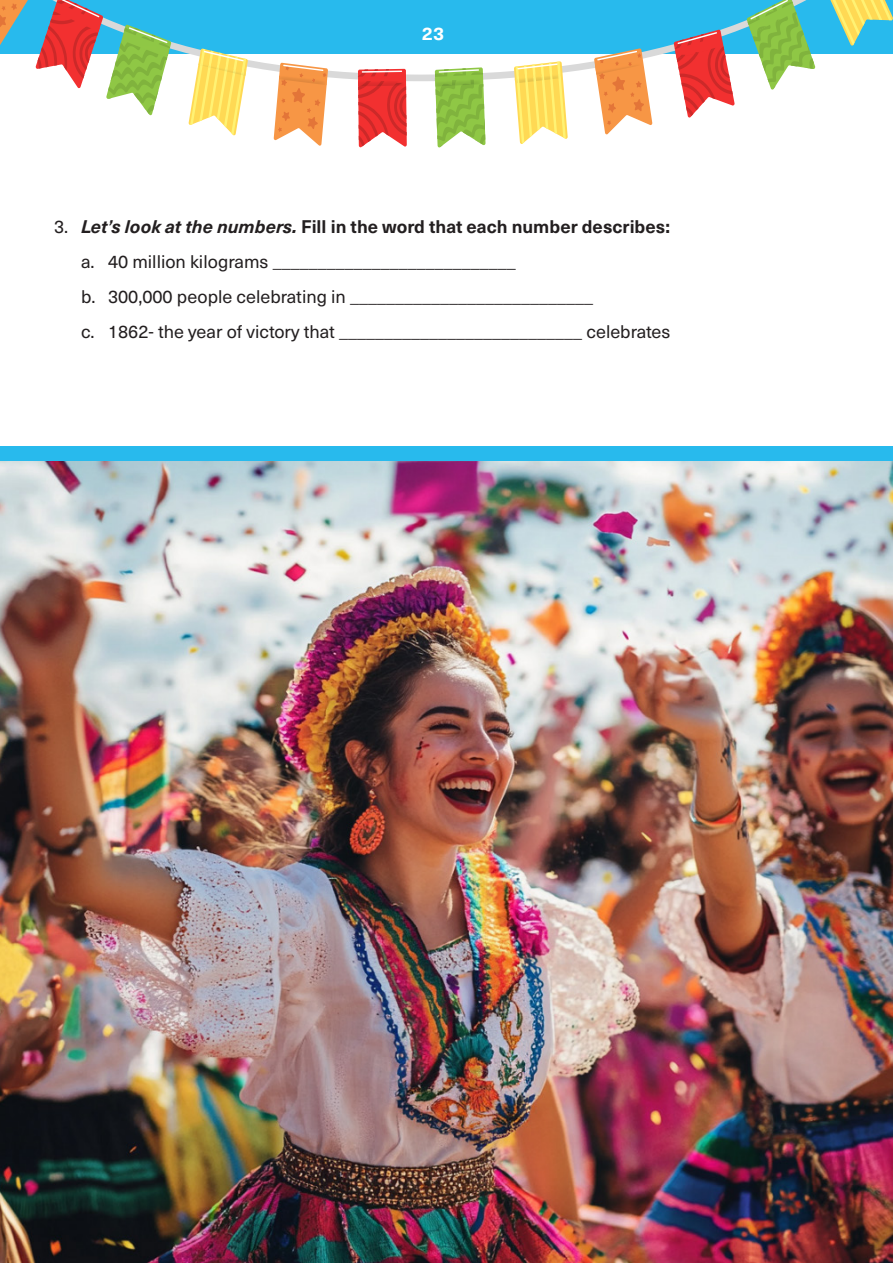 23
3. Let's look at the numbers. Fill in the word that each number describes:
a. 40 million kilograms ___________________________
b. 300,000 people celebrating in ___________________________
c. 1862- the year of victory that ___________________________ celebrates